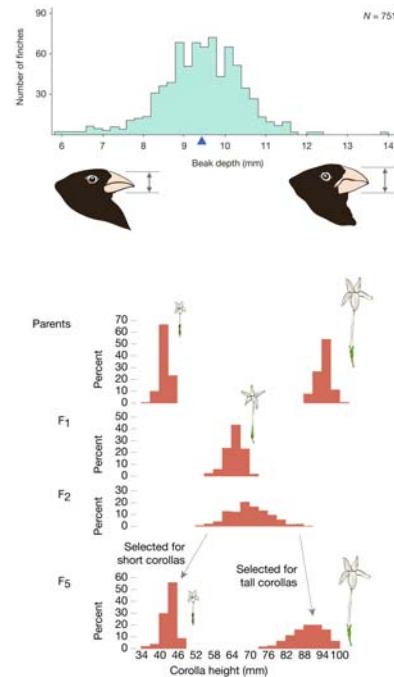 N = 751
Number of finches
90
60
30
6 7 8 9 10 11 12 13 14
Beak depth (mm)
Parents
Percent
70
60
50
40
30
20
10
0
F1
Percent
50
40
30
20
10
0
F2
Percent
30
20
10
0
Selected for
short corollas
Selected for
tall corollas
F5
Percent
60
50
40
30
20
10
0
34 40 46 52 58 64 70 76 82 88 94 100
Corolla height (mm)